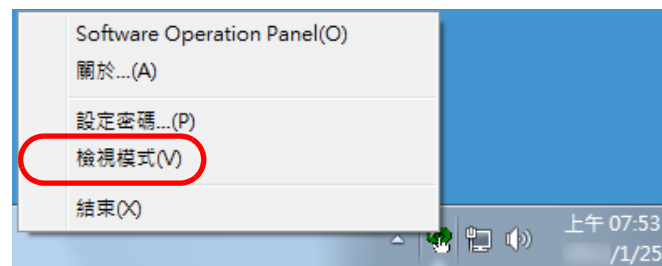 Software Operation Panel(O)
關於...(A)
設定密碼...(P)
檢視模式(V)
結束(X)
上午 07:53
/1/25